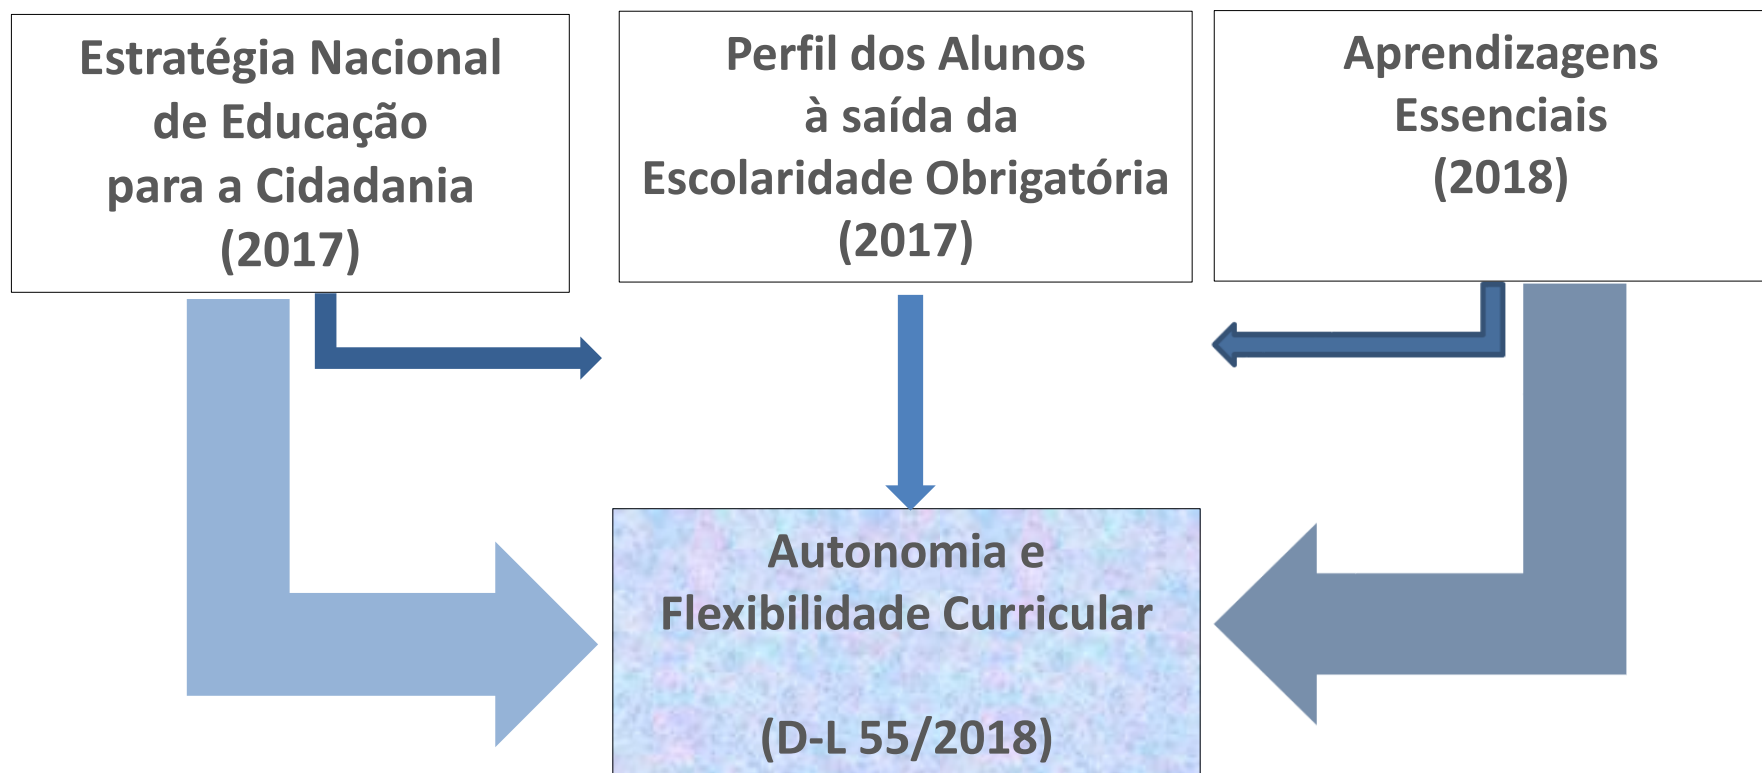 Estratégia Nacional
de Educação
para a Cidadania
(2017)
Perfil dos Alunos
à saída da
Escolaridade Obrigatória
(2017)
Aprendizagens
Essenciais
(2018)
Autonomia e
Flexibilidade Curricular
(D-L 55/2018)